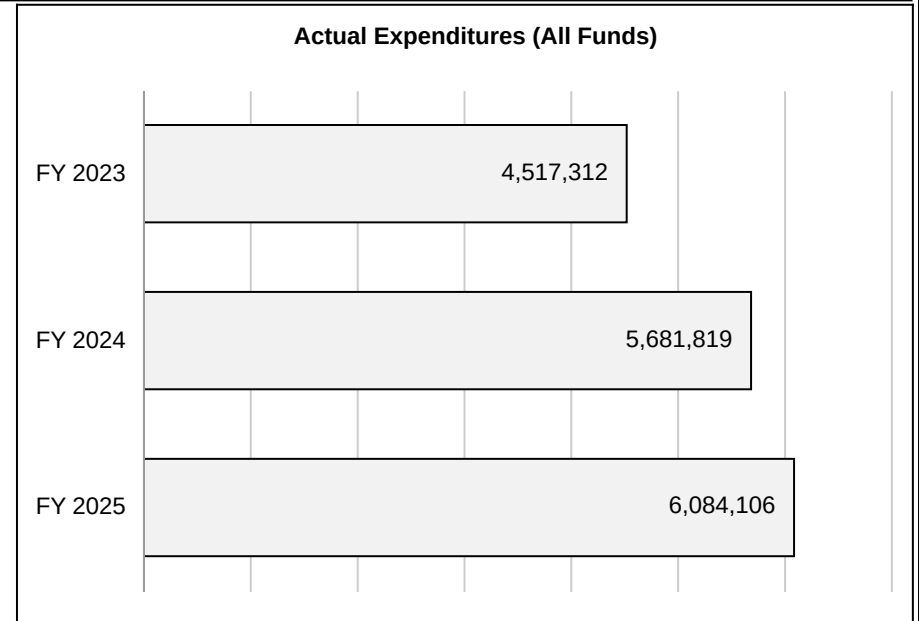 Actual Expenditures (All Funds)
FY 2023 4,517,312
FY 2024 5,681,819
FY 2025 6,084,106